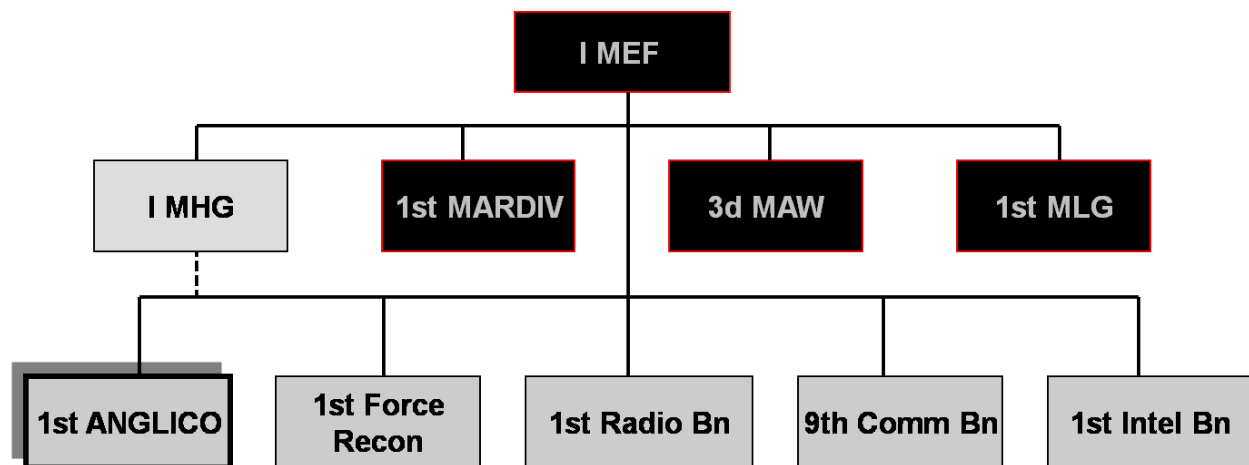 I MEF
I MHG
1st MARDIV
3d MAW
1st MLG
1st ANGLICO
1st Force
Recon
1st Radio Bn
9th Comm Bn
1st Intel Bn